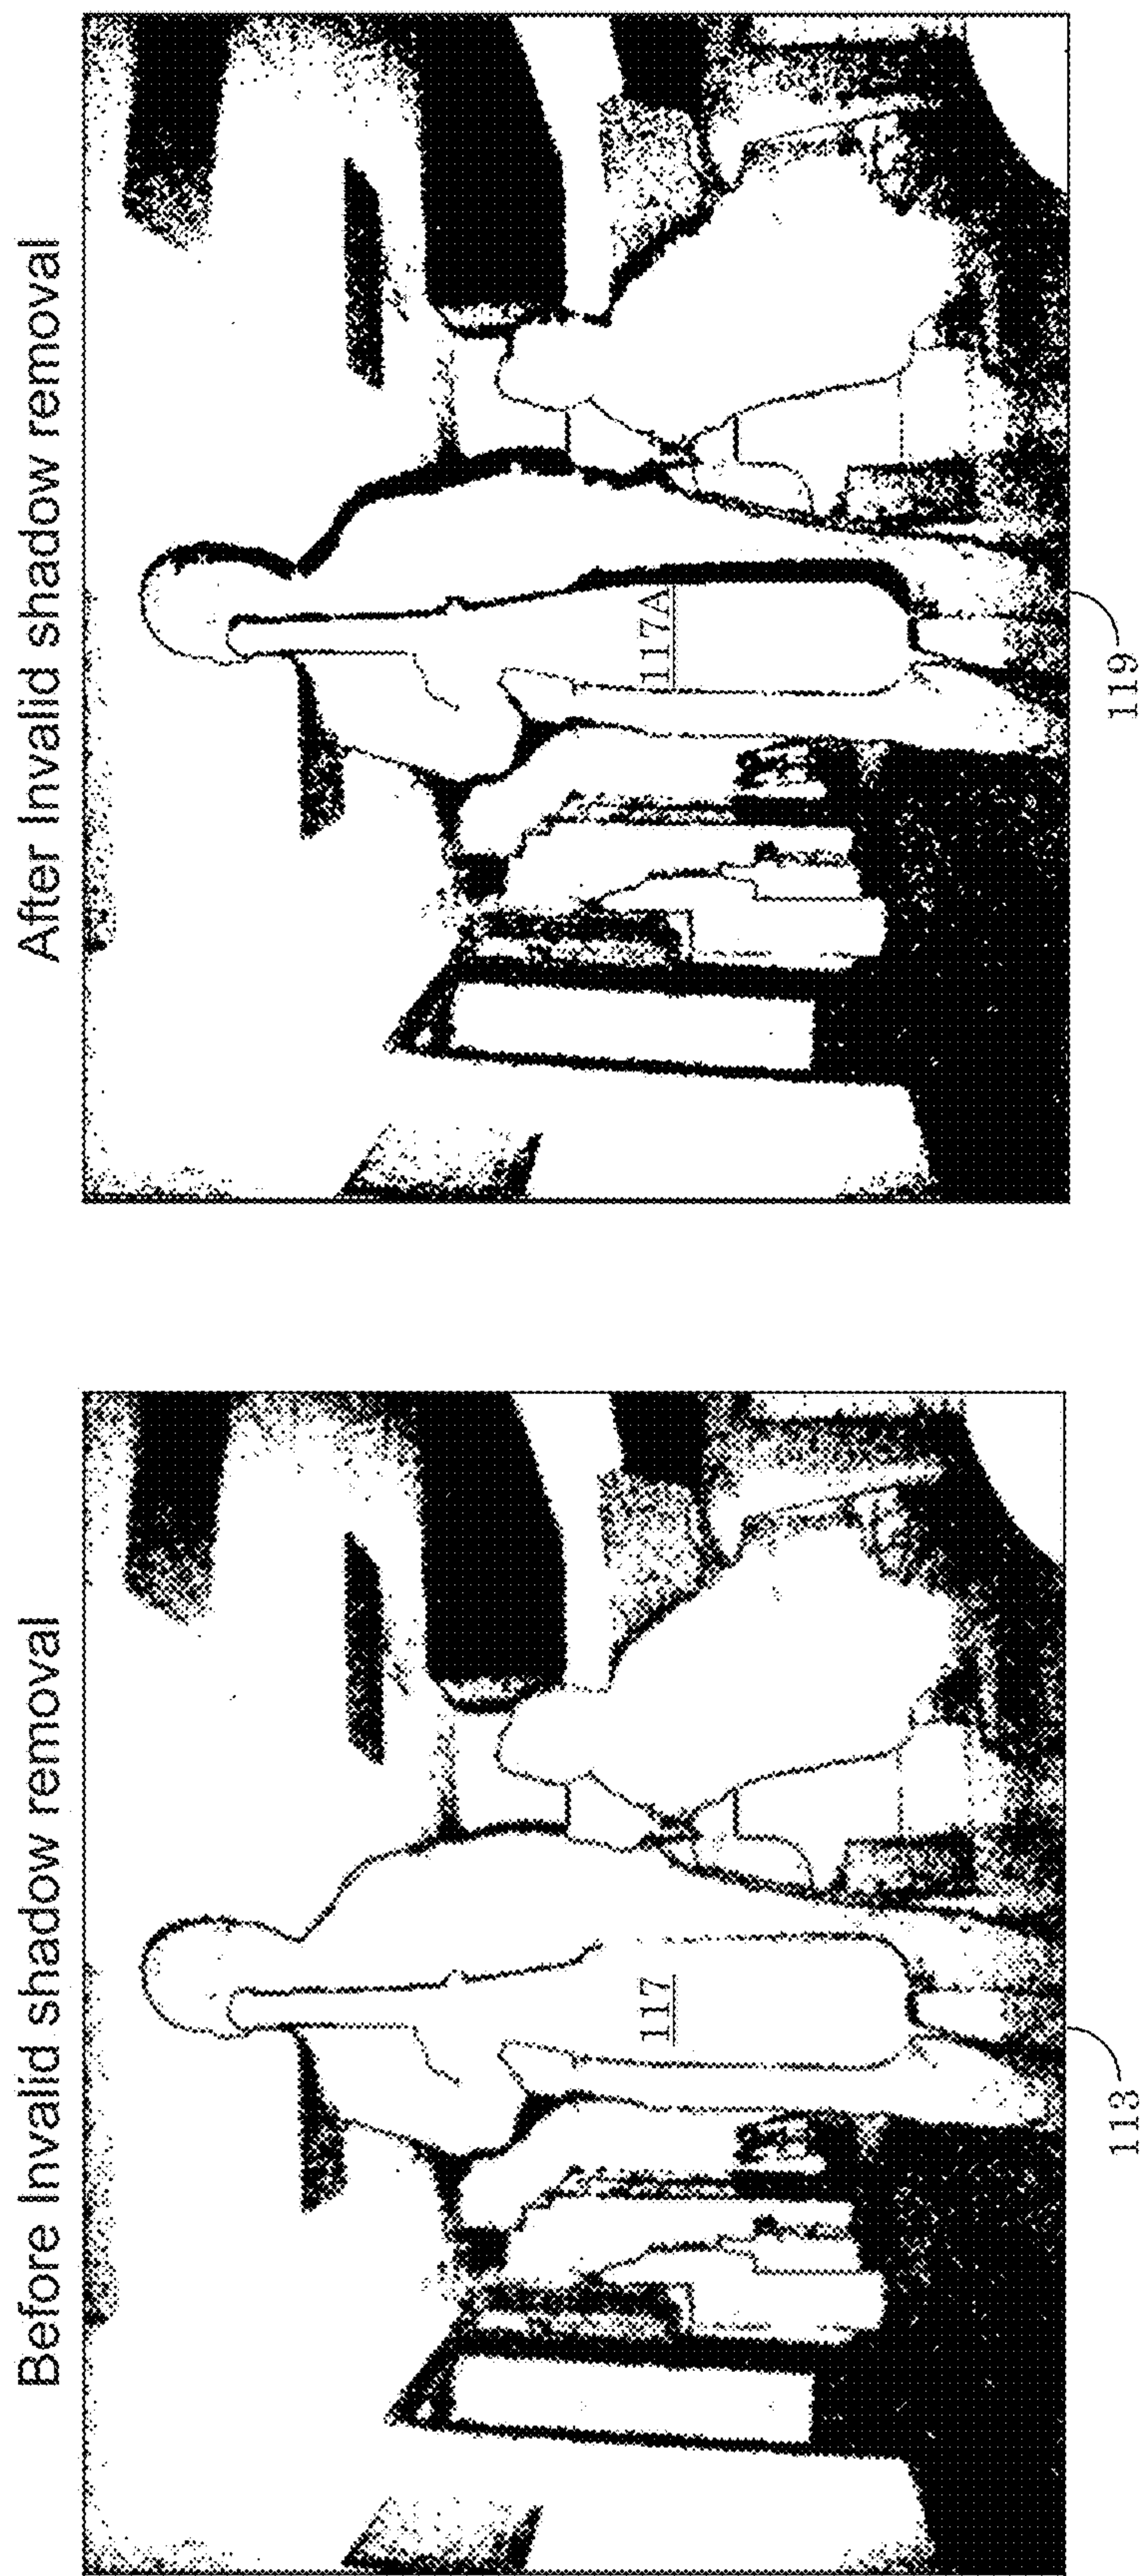 Before Invalid shadow removal
117
113
After Invalid shadow removal
117A
119